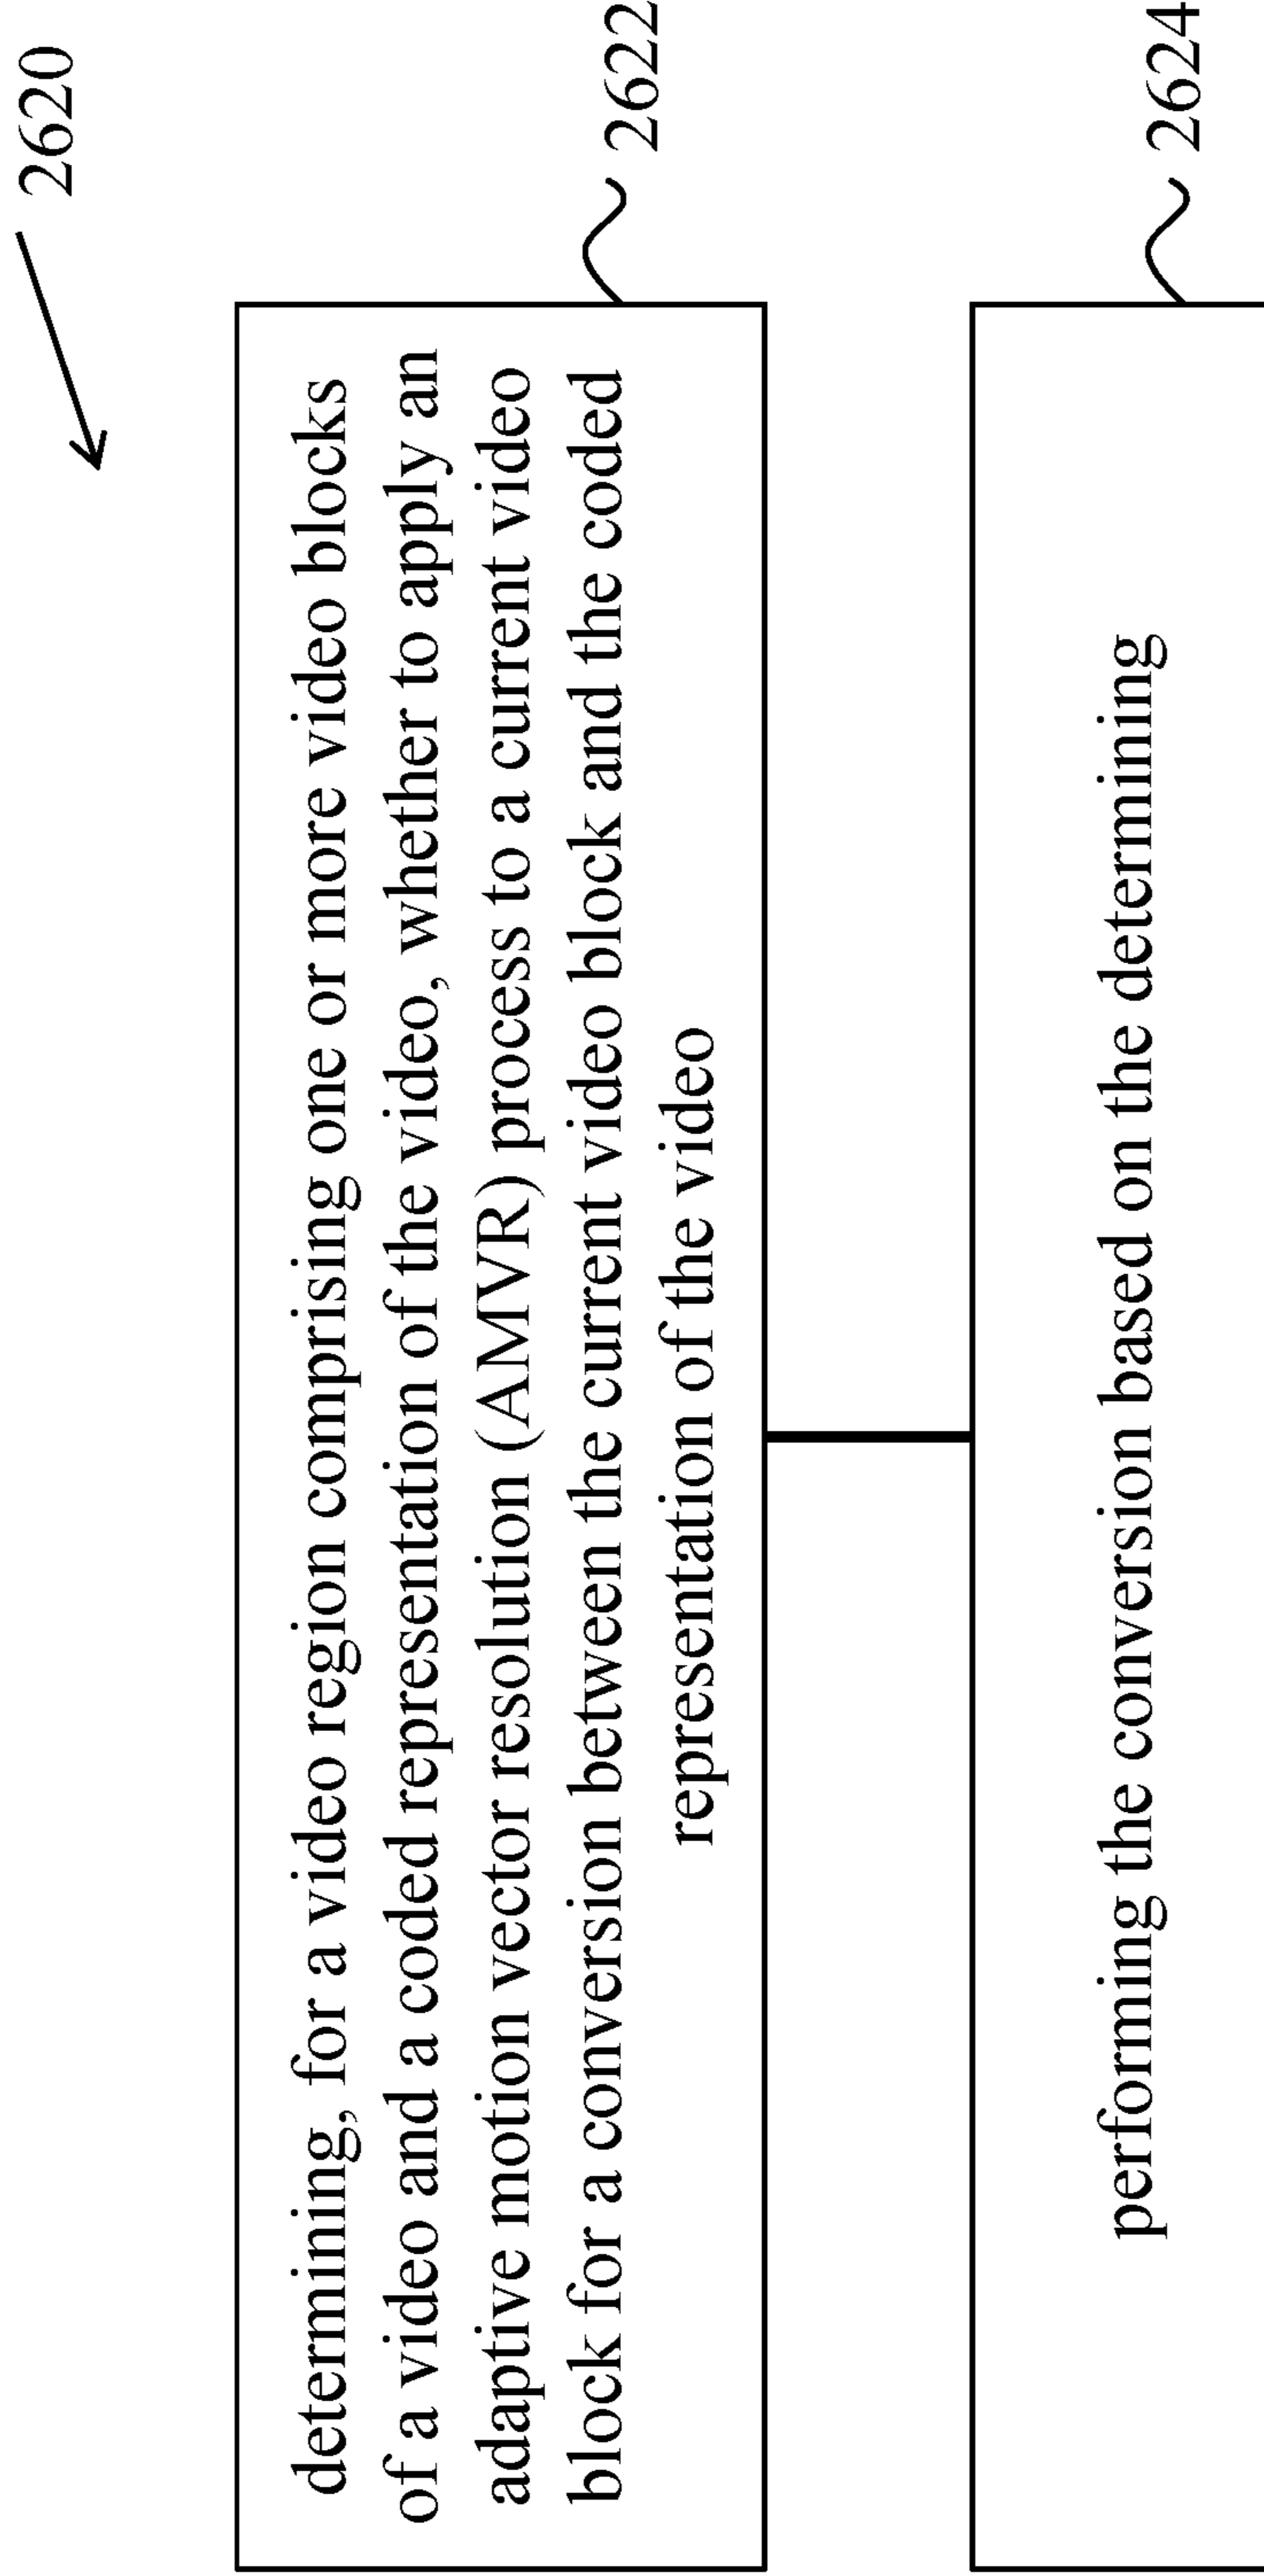 2620
determining, for a video region comprising one or more video blocks
of a video and a coded representation of the video, whether to apply an
adaptive motion vector resolution (AMVR) process to a current video
block for a conversion between the current video block and the coded
representation of the video
2622
performing the conversion based on the determining
2624